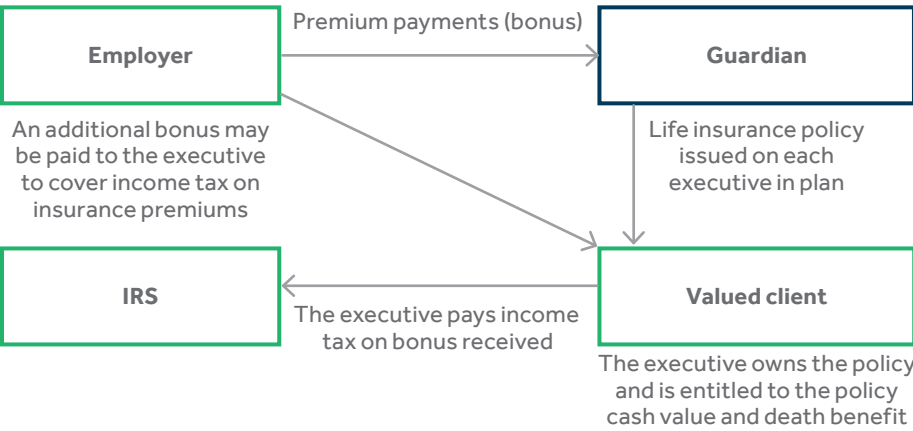 Premium payments (bonus)
Employer
Guardian
An additional bonus may
be paid to the executive
to cover income tax on
insurance premiums
Life insurance policy
issued on each
executive in plan
IRS
Valued client
The executive pays income
tax on bonus received
The executive owns the policy
and is entitled to the policy
cash value and death benefit